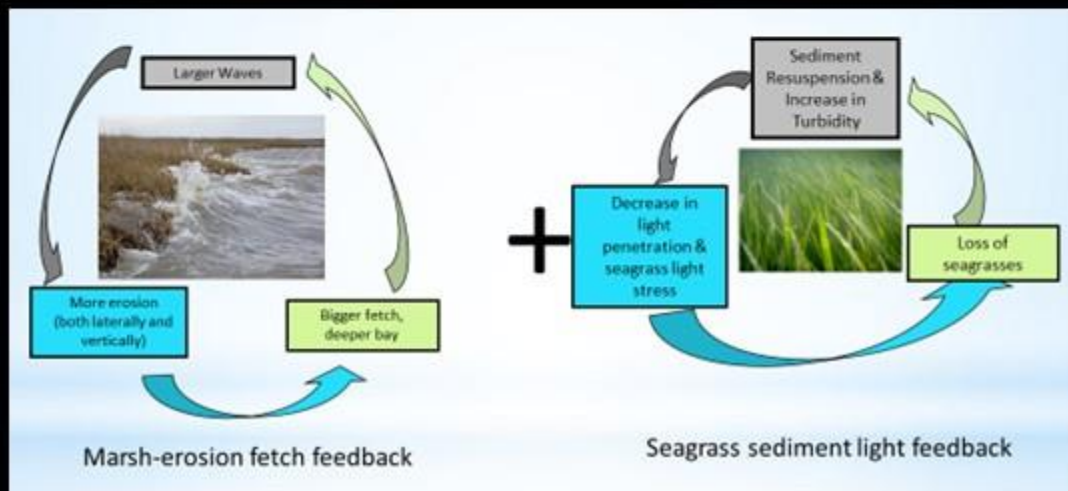 Larger Waves
More erosion
(both laterally and
vertically)
Bigger fetch,
deeper bay
Marsh-erosion fetch feedback
+
Sediment
Resuspension &
Increase in
Turbidity
Decrease in
light
penetration &
seagrass light
stress
Loss of
seagrasses
Seagrass sediment light feedback